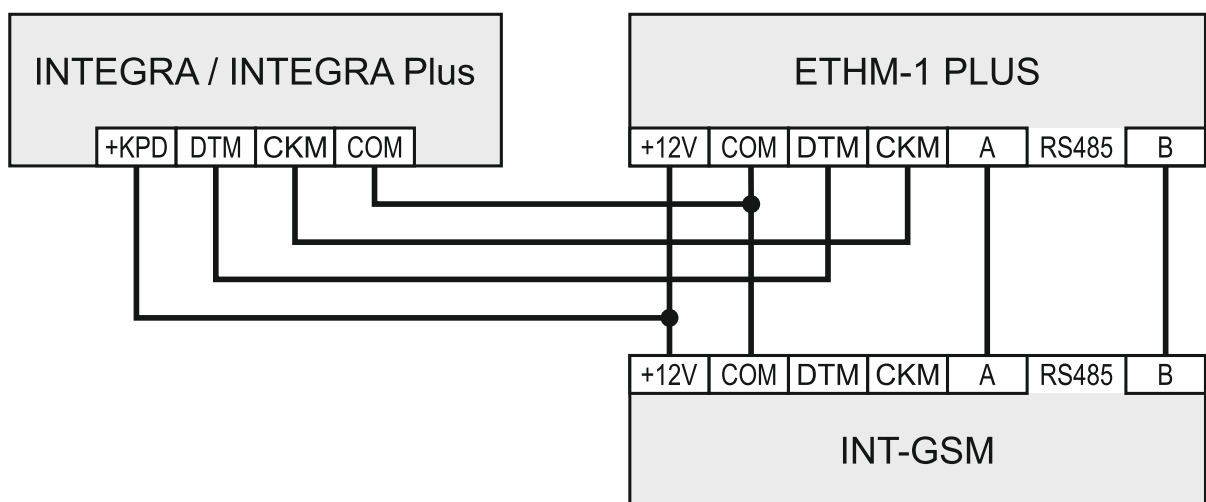 INTEGRA / INTEGRA Plus
+KPD DTM CKM COM
ETHM-1 PLUS
+12V COM DTM CKM A RS485 B
+12V COM DTM CKM A RS485 B
INT-GSM